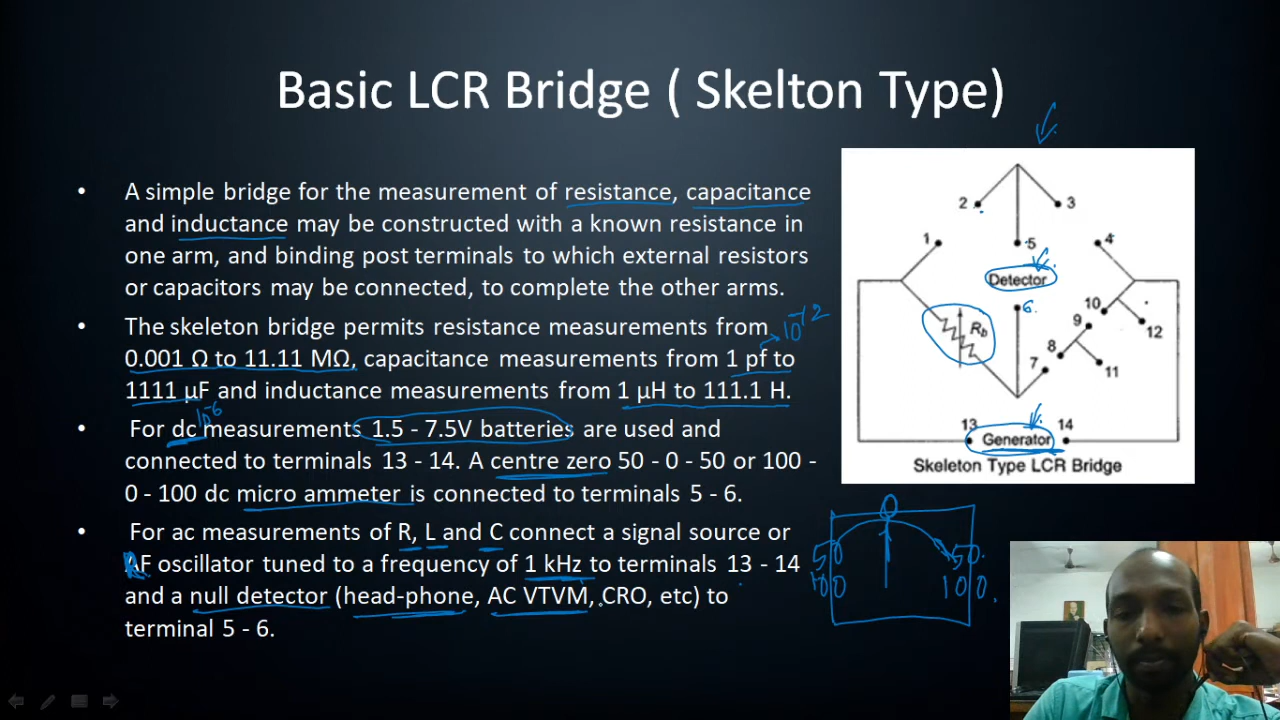 Basic LCR Bridge ( Skelton Type)
• A simple bridge for the measurement of resistance, capacitance
and inductance may be constructed with a known resistance in
one arm, and binding post terminals to which external resistors
or capacitors may be connected, to complete the other arms.
• The skeleton bridge permits resistance measurements from
0.001 Ω to 11.11 MΩ, capacitance measurements from 1 pf to
1111 µF and inductance measurements from 1 µH to 111.1 H.
10-12
10-6
• For dc measurements 1.5 - 7.5V batteries are used and
connected to terminals 13 - 14. A centre zero 50 - 0 - 50 or 100 -
0 - 100 dc micro ammeter is connected to terminals 5 - 6.
• For ac measurements of R, L and C connect a signal source or
AF oscillator tuned to a frequency of 1 kHz to terminals 13 - 14
and a null detector (head-phone, AC VTVM, CRO, etc) to
terminal 5 - 6.
2 3
1 5 4
Detector
10
6
9 12
Rb
8
7 11
13 14
Generator
Skeleton Type LCR Bridge
0
50 50
100 100